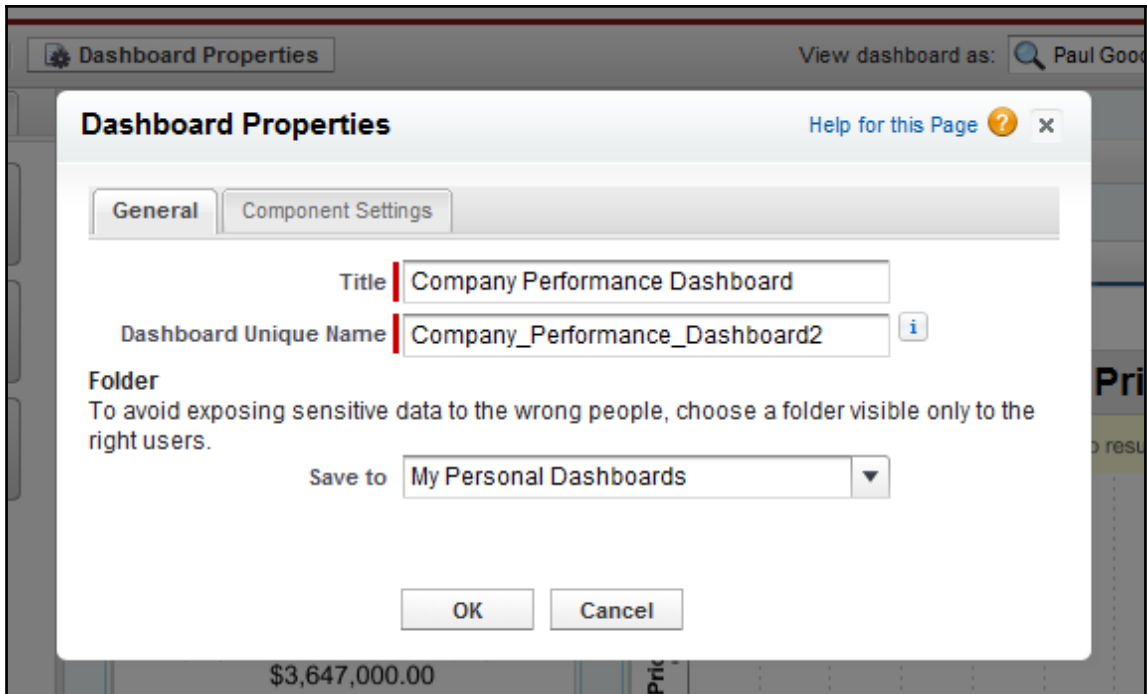 Dashboard Properties
View dashboard as:
Paul
Dashboard Properties
Help for this Page
General
Component Settings
Title
Company Performance Dashboard
Dashboard Unique Name
Company_Performance_Dashboard2
Folder
To avoid exposing sensitive data to the wrong people, choose a folder visible only to the
right users.
Save to
My Personal Dashboards
OK
Cancel
$3,647,000.00